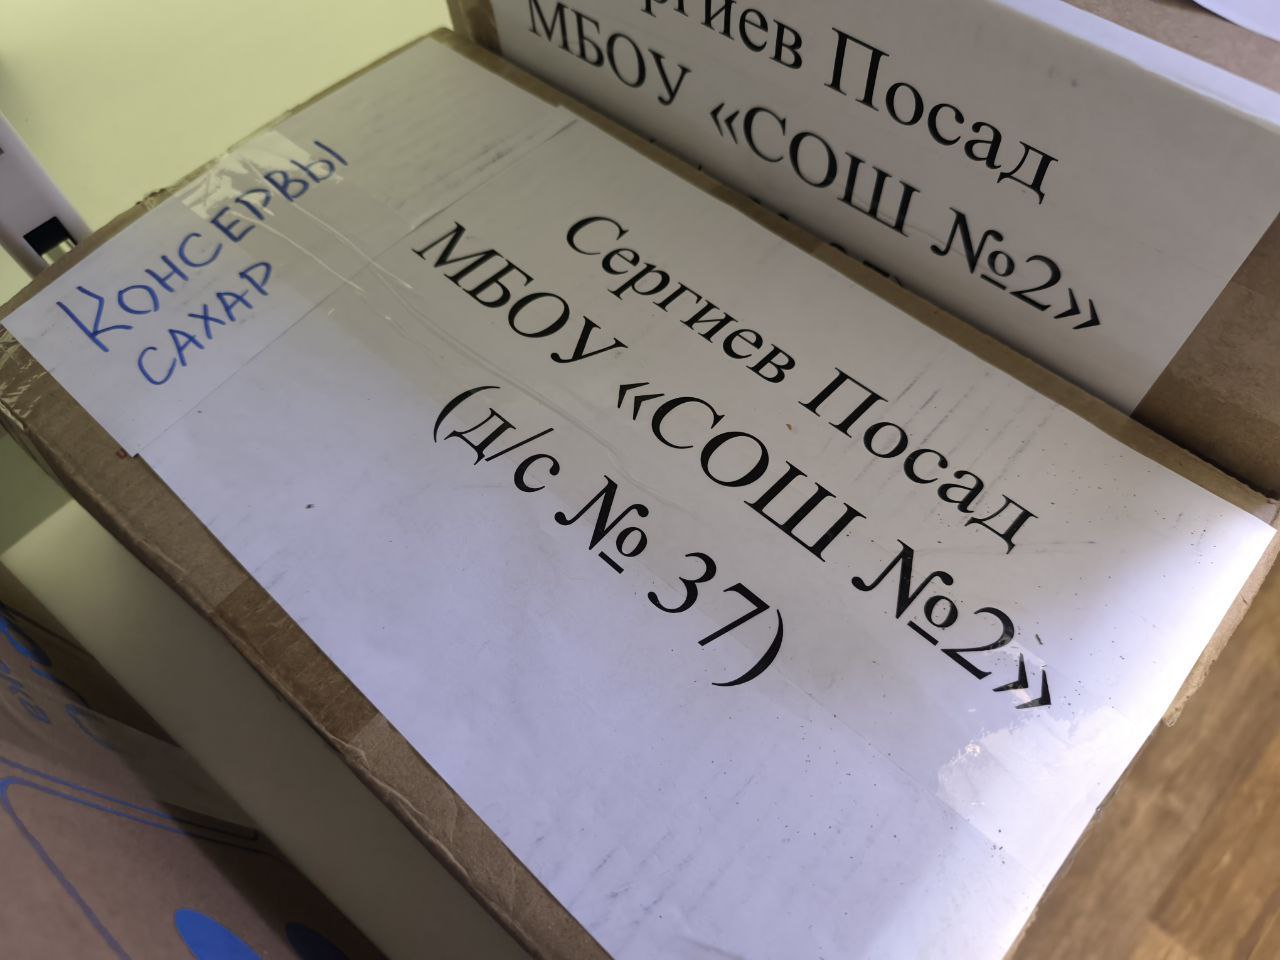 Сергиев Посад
МБОУ «СОШ №2»
КОНСЕРВЫ
САХАР
Сергиев Посад
МБОУ «СОШ №2»
(д/с № 37)